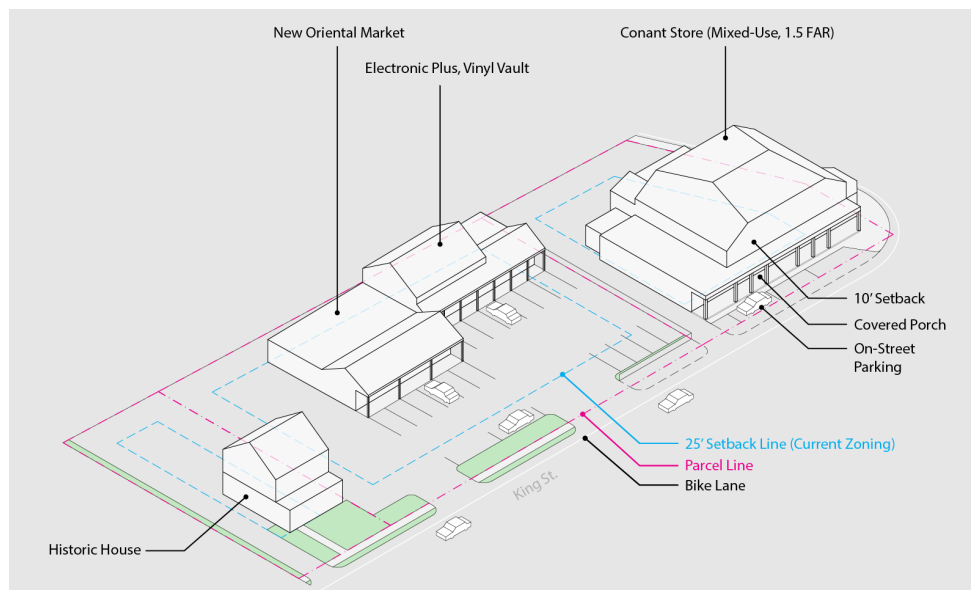 New Oriental Market
Conant Store (Mixed-Use, 1.5 FAR)
Electronic Plus, Vinyl Vault
10’ Setback
Covered Porch
On-Street
Parking
25’ Setback Line (Current Zoning)
Parcel Line
Bike Lane
King St.
Historic House